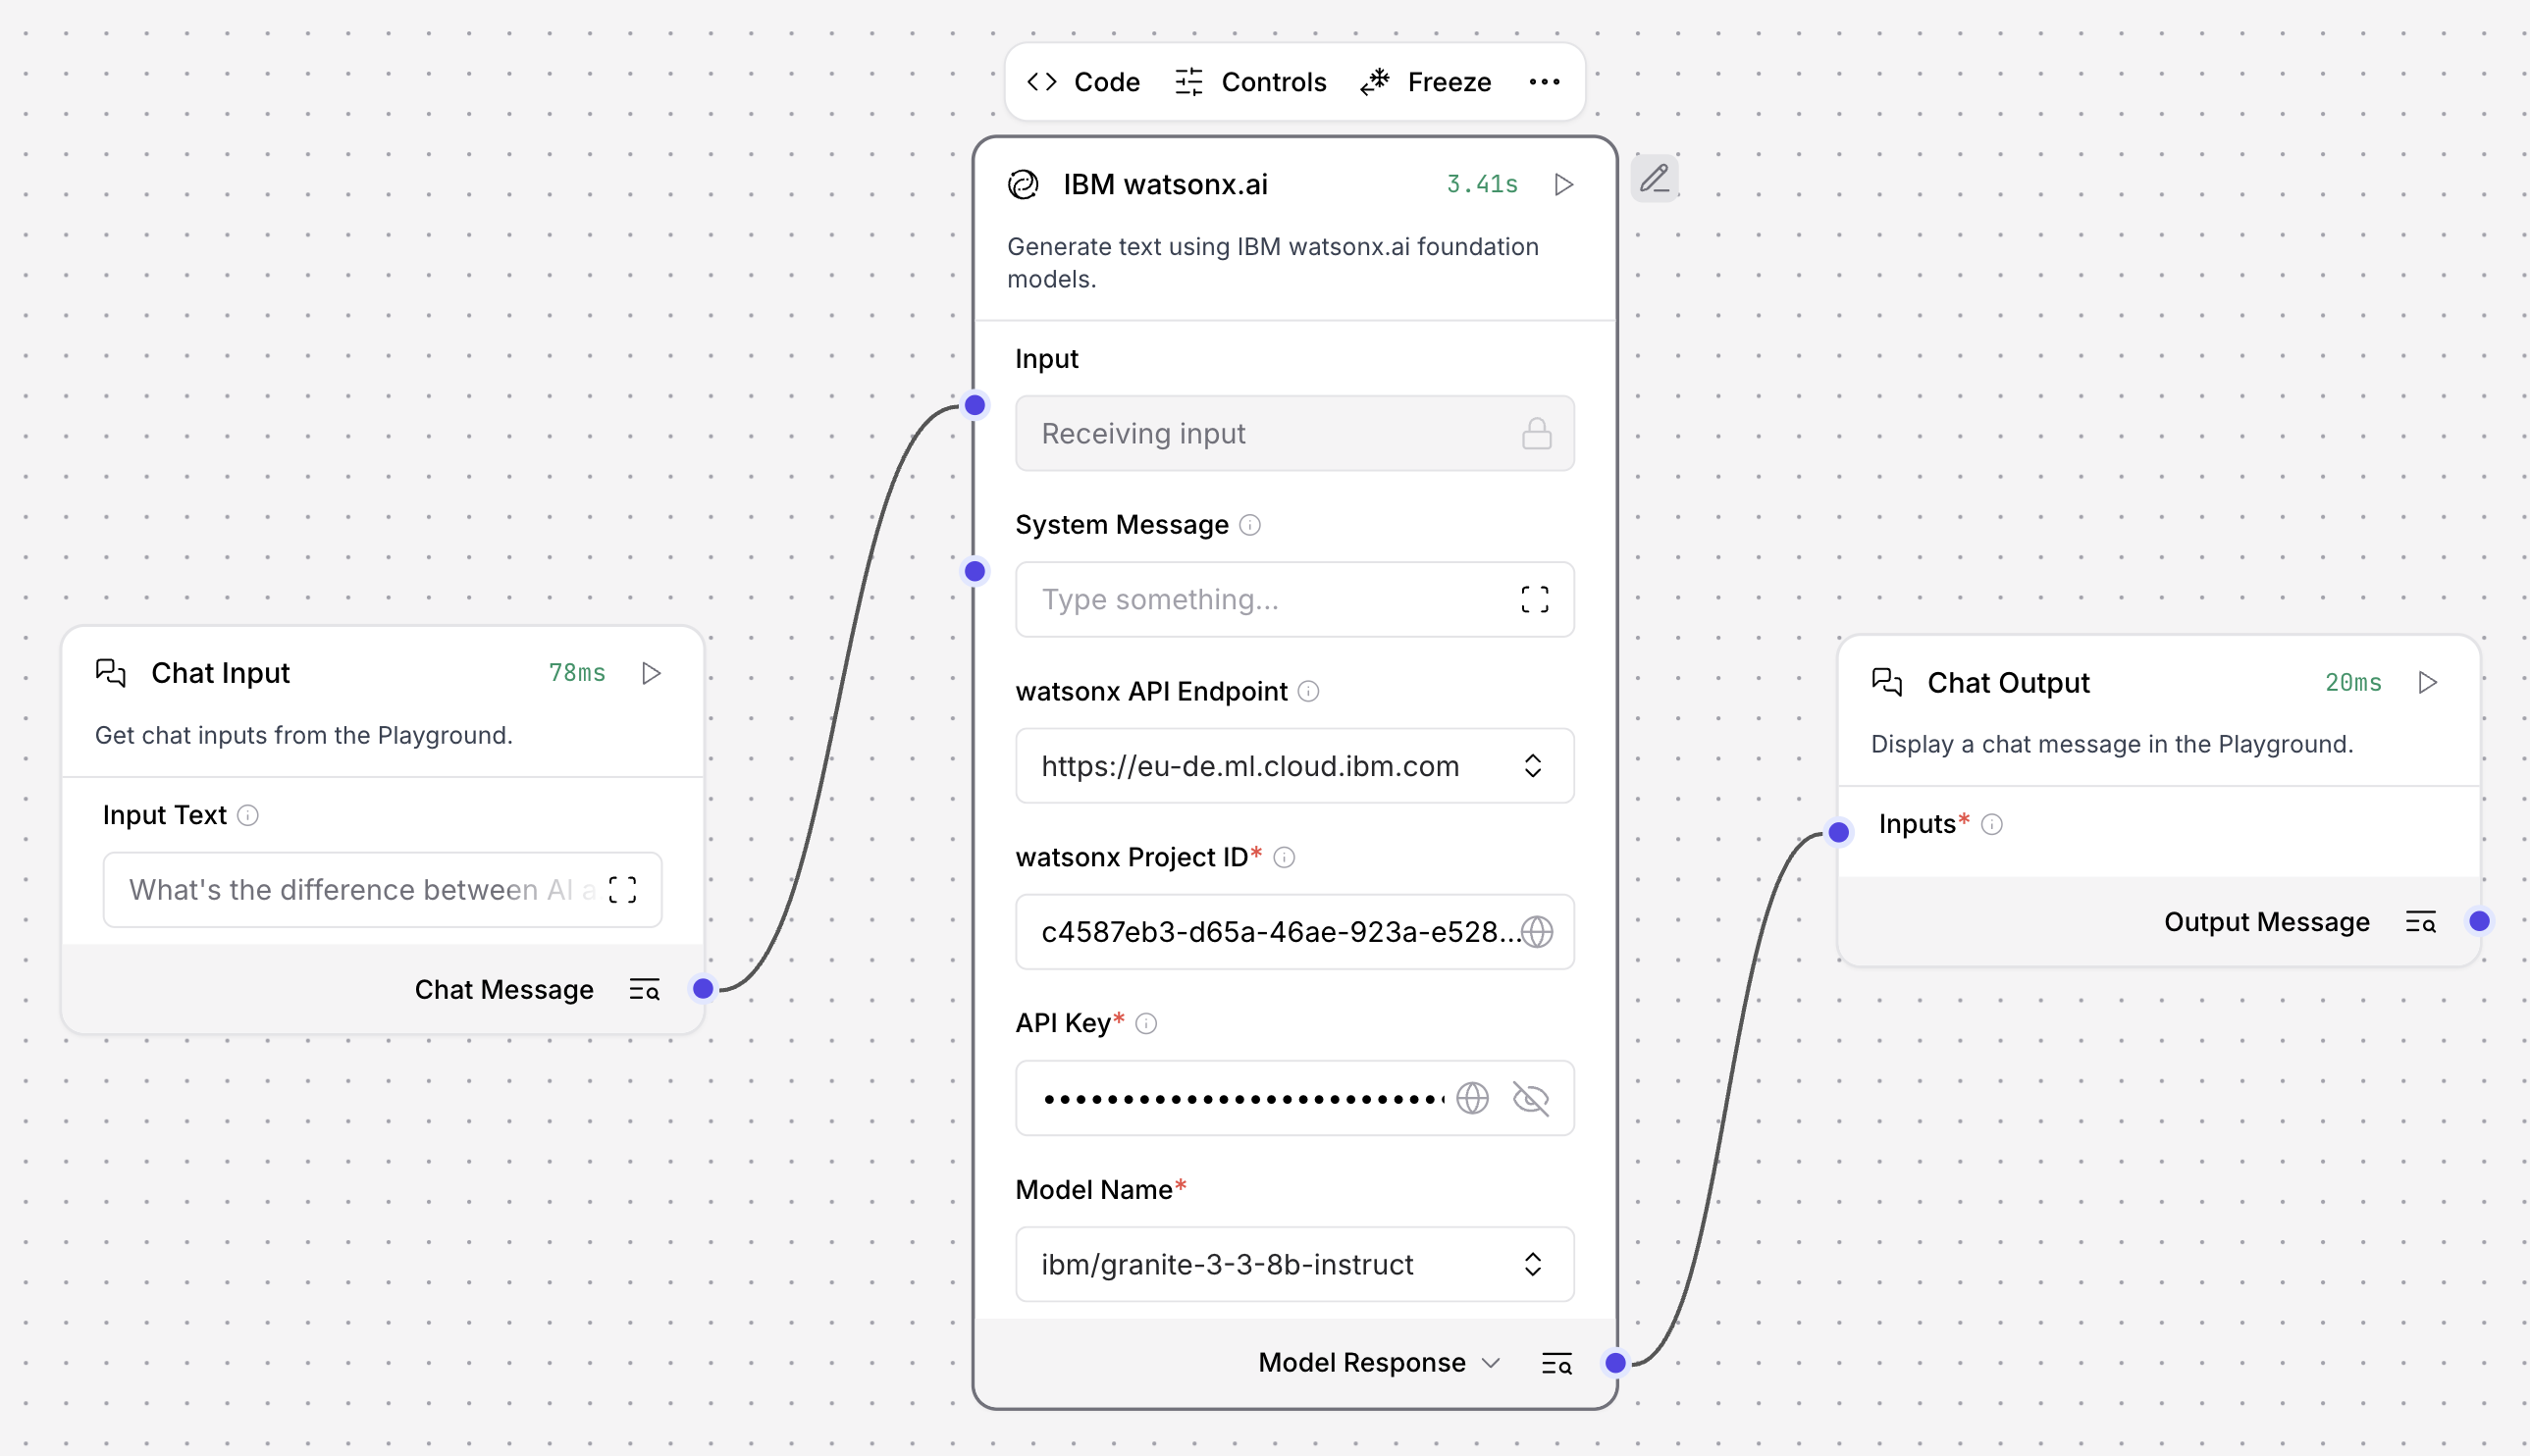 Code Controls Freeze
IBM watsonx.ai 3.41s
Generate text using IBM watsonx.ai foundation
models.
Input
Receiving input
System Message
Type something...
watsonx API Endpoint
https://eu-de.ml.cloud.ibm.com
watsonx Project ID*
c4587eb3-d65a-46ae-923a-e528...
API Key*
Model Name*
ibm/granite-3-3-8b-instruct
Model Response
Chat Input 78ms
Get chat inputs from the Playground.
Input Text
What's the difference between AI a
Chat Message
Chat Output 20ms
Display a chat message in the Playground.
Inputs*
Output Message